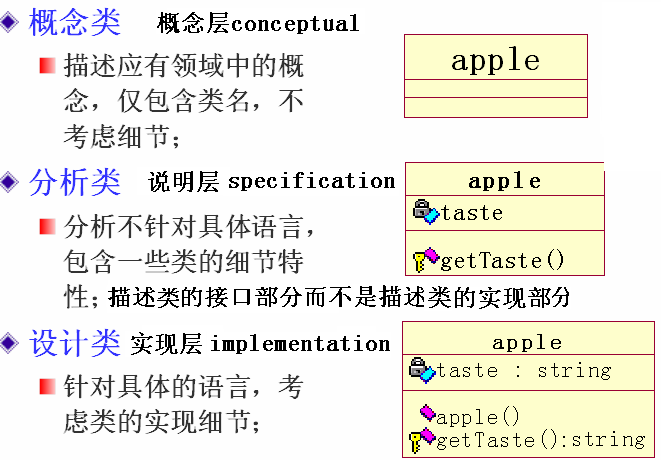 概念类 概念层conceptual
描述应有领域中的概
念，仅包含类名，不
考虑细节；
apple
分析类 说明层 specification
分析不针对具体语言，
包含一些类的细节特
性；描述类的接口部分而不是描述类的实现部分
apple
taste
getTaste()
设计类 实现层 implementation
针对具体的语言，考
虑类的实现细节；
apple
taste : string
apple()
getTaste():string